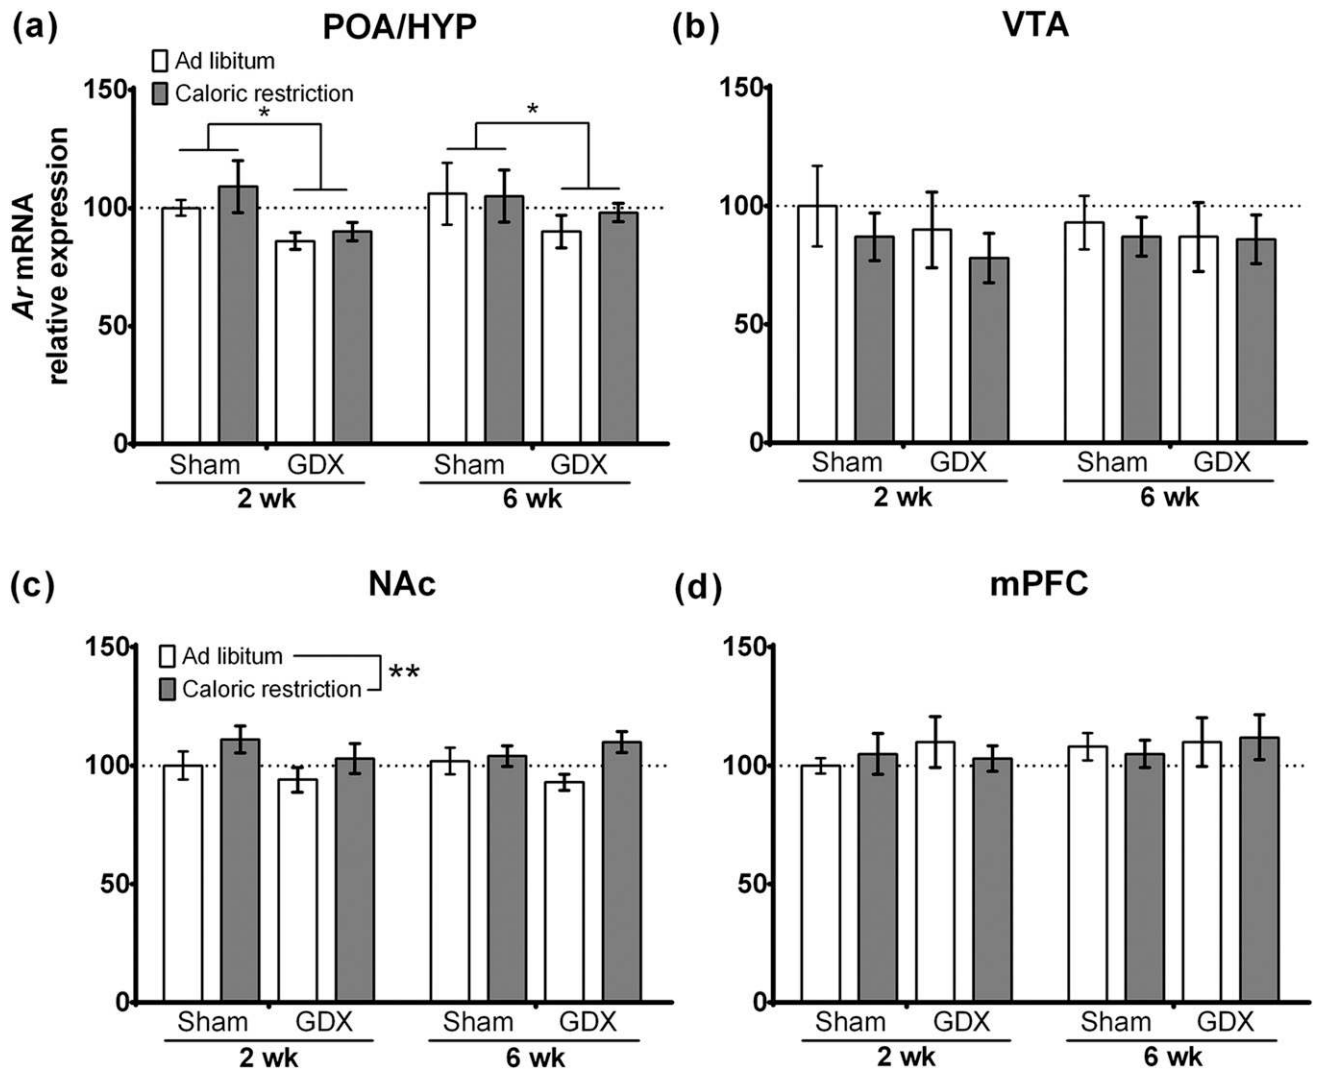 (a) POA/HYP
Ad libitum
Caloric restriction
*
*
Ar mRNA
relative expression
150
100
50
0
Sham GDX Sham GDX
2 wk 6 wk
(b) VTA
150
100
50
0
Sham GDX Sham GDX
2 wk 6 wk
(c) NAc
Ad libitum
Caloric restriction
**
150
100
50
0
Sham GDX Sham GDX
2 wk 6 wk
(d) mPFC
150
100
50
0
Sham GDX Sham GDX
2 wk 6 wk